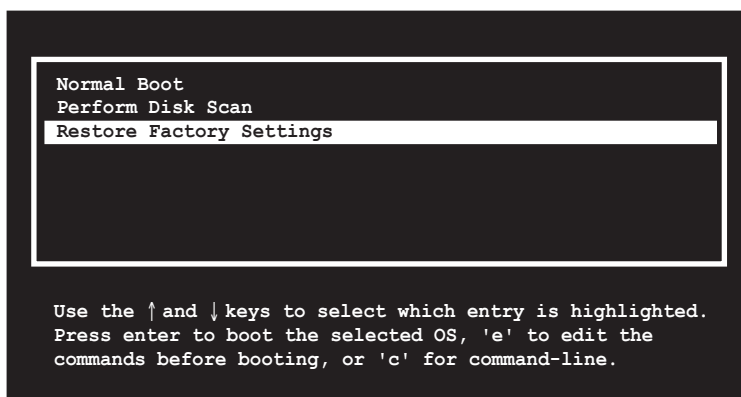 Normal Boot
Perform Disk Scan
Restore Factory Settings
Use the ↑ and ↓ keys to select which entry is highlighted.
Press enter to boot the selected OS, 'e' to edit the
commands before booting, or 'c' for command-line.